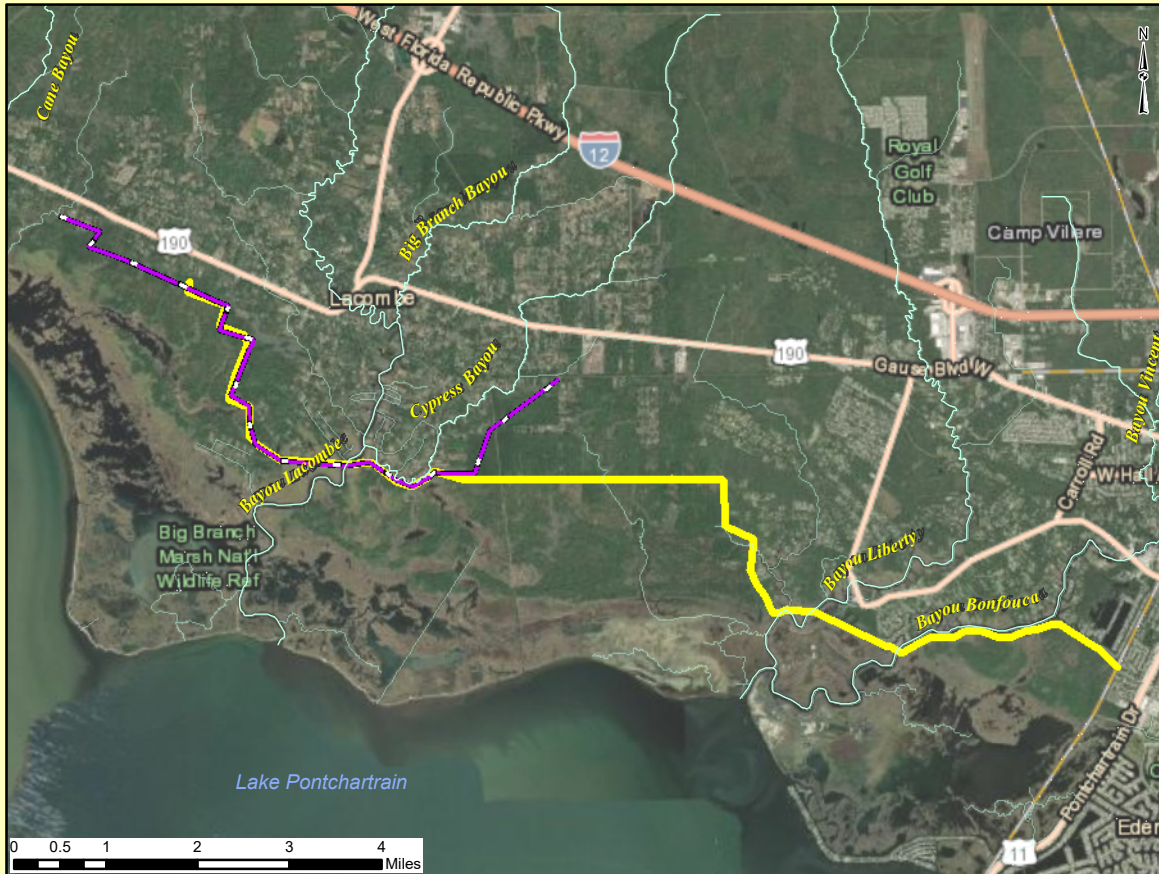 Cane Bayou
West Florida Republic Pkwy
N
12
Royal
Golf
Club
Big Branch Bayou
Camp Villere
190
Lacombe
190
Gause Blvd W
Cypress Bayou
Bayou Vincent
Carroll Rd
W Hall
Bayou Lacombe
Big Branch
Marsh Nat'l
Wildlife Ref
Bayou Liberty
Bayou Bonfouca
Lake Pontchartrain
Pontchartrain Dr
Eden
11
0 0.5 1 2 3 4
Miles